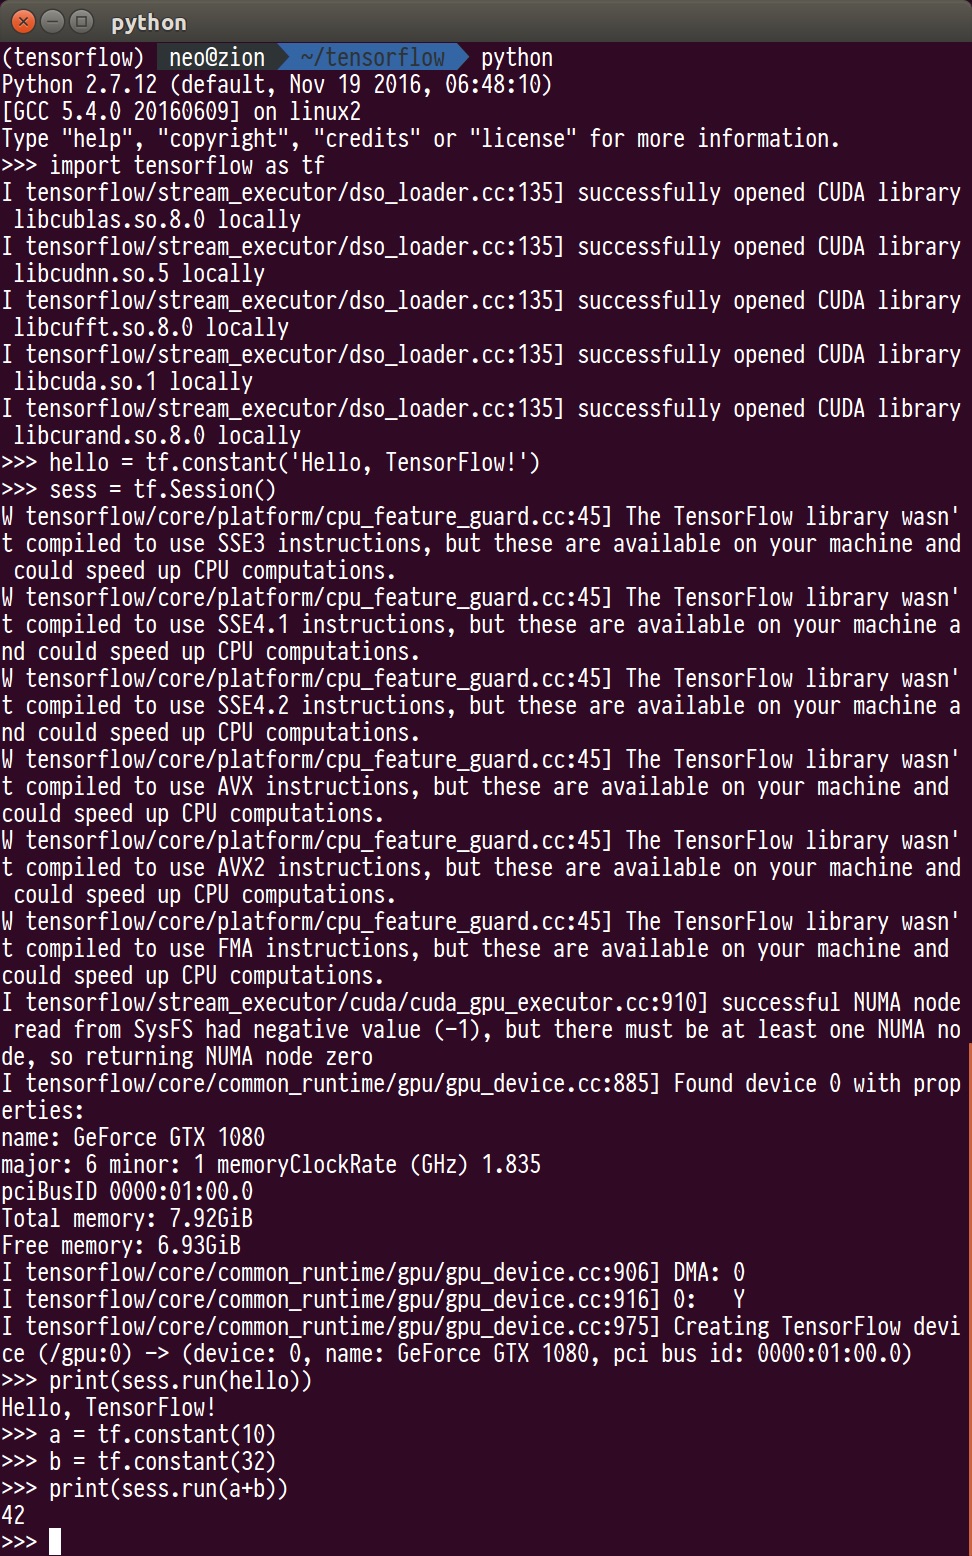 python
(tensorflow) neo@zion ~/tensorflow python
Python 2.7.12 (default, Nov 19 2016, 06:48:10)
[GCC 5.4.0 20160609] on linux2
Type "help", "copyright", "credits" or "license" for more information.
>>> import tensorflow as tf
I tensorflow/stream_executor/dso_loader.cc:135] successfully opened CUDA library
 libcublas.so.8.0 locally
I tensorflow/stream_executor/dso_loader.cc:135] successfully opened CUDA library
 libcudnn.so.5 locally
I tensorflow/stream_executor/dso_loader.cc:135] successfully opened CUDA library
 libcufft.so.8.0 locally
I tensorflow/stream_executor/dso_loader.cc:135] successfully opened CUDA library
 libcuda.so.1 locally
I tensorflow/stream_executor/dso_loader.cc:135] successfully opened CUDA library
 libcurand.so.8.0 locally
>>> hello = tf.constant('Hello, TensorFlow!')
>>> sess = tf.Session()
W tensorflow/core/platform/cpu_feature_guard.cc:45] The TensorFlow library wasn'
t compiled to use SSE3 instructions, but these are available on your machine and
 could speed up CPU computations.
W tensorflow/core/platform/cpu_feature_guard.cc:45] The TensorFlow library wasn'
t compiled to use SSE4.1 instructions, but these are available on your machine a
nd could speed up CPU computations.
W tensorflow/core/platform/cpu_feature_guard.cc:45] The TensorFlow library wasn'
t compiled to use SSE4.2 instructions, but these are available on your machine a
nd could speed up CPU computations.
W tensorflow/core/platform/cpu_feature_guard.cc:45] The TensorFlow library wasn'
t compiled to use AVX instructions, but these are available on your machine and
could speed up CPU computations.
W tensorflow/core/platform/cpu_feature_guard.cc:45] The TensorFlow library wasn'
t compiled to use AVX2 instructions, but these are available on your machine and
 could speed up CPU computations.
W tensorflow/core/platform/cpu_feature_guard.cc:45] The TensorFlow library wasn'
t compiled to use FMA instructions, but these are available on your machine and
could speed up CPU computations.
I tensorflow/stream_executor/cuda/cuda_gpu_executor.cc:910] successful NUMA node
 read from SysFS had negative value (-1), but there must be at least one NUMA no
de, so returning NUMA node zero
I tensorflow/core/common_runtime/gpu/gpu_device.cc:885] Found device 0 with prop
erties:
name: GeForce GTX 1080
major: 6 minor: 1 memoryClockRate (GHz) 1.835
pciBusID 0000:01:00.0
Total memory: 7.92GiB
Free memory: 6.93GiB
I tensorflow/core/common_runtime/gpu/gpu_device.cc:906] DMA: 0
I tensorflow/core/common_runtime/gpu/gpu_device.cc:916] 0:   Y
I tensorflow/core/common_runtime/gpu/gpu_device.cc:975] Creating TensorFlow devi
ce (/gpu:0) -> (device: 0, name: GeForce GTX 1080, pci bus id: 0000:01:00.0)
>>> print(sess.run(hello))
Hello, TensorFlow!
>>> a = tf.constant(10)
>>> b = tf.constant(32)
>>> print(sess.run(a+b))
42
>>>